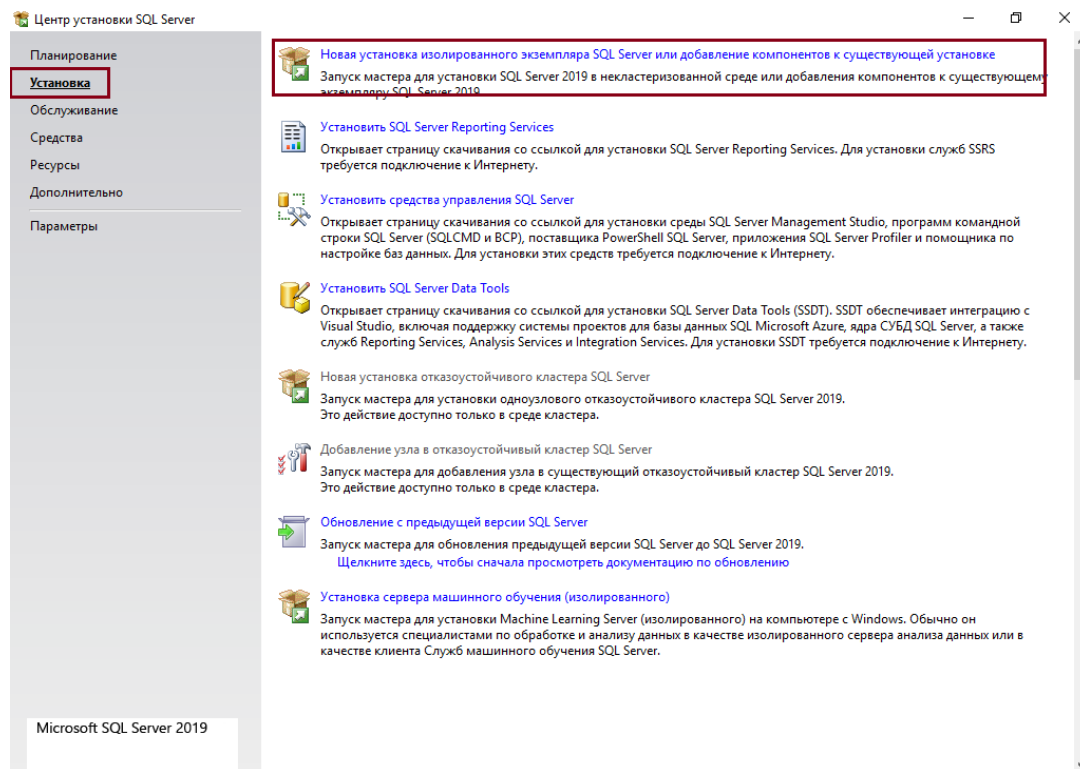 Центр установки SQL Server
Планирование
Установка
Обслуживание
Средства
Ресурсы
Дополнительно
Параметры
Новая установка изолированного экземпляра SQL Server или добавление компонентов к существующей установке
Запуск мастера для установки SQL Server 2019 в некластеризованной среде или добавления компонентов к существующему
экземпляру SQL Server 2019.
Установить SQL Server Reporting Services
Открывает страницу скачивания со ссылкой для установки SQL Server Reporting Services. Для установки служб SSRS
требуется подключение к Интернету.
Установить средства управления SQL Server
Открывает страницу скачивания со ссылкой для установки среды SQL Server Management Studio, программ командной
строки SQL Server (SQLCMD и BCP), поставщика PowerShell SQL Server, приложения SQL Server Profiler и помощника по
настройке баз данных. Для установки этих средств требуется подключение к Интернету.
Установить SQL Server Data Tools
Открывает страницу скачивания со ссылкой для установки SQL Server Data Tools (SSDT). SSDT обеспечивает интеграцию с
Visual Studio, включая поддержку системы проектов для базы данных SQL Microsoft Azure, ядра СУБД SQL Server, а также
служб Reporting Services, Analysis Services и Integration Services. Для установки SSDT требуется подключение к Интернету.
Новая установка отказоустойчивого кластера SQL Server
Запуск мастера для установки одноузлового отказоустойчивого кластера SQL Server 2019.
Это действие доступно только в среде кластера.
Добавление узла в отказоустойчивый кластер SQL Server
Запуск мастера для добавления узла в существующий отказоустойчивый кластер SQL Server 2019.
Это действие доступно только в среде кластера.
Обновление с предыдущей версии SQL Server
Запуск мастера для обновления предыдущей версии SQL Server до SQL Server 2019.
Щелкните здесь, чтобы сначала просмотреть документацию по обновлению
Установка сервера машинного обучения (изолированного)
Запуск мастера для установки Machine Learning Server (изолированного) на компьютере с Windows. Обычно он
используется специалистами по обработке и анализу данных в качестве изолированного сервера анализа данных или в
качестве клиента Служб машинного обучения SQL Server.
Microsoft SQL Server 2019